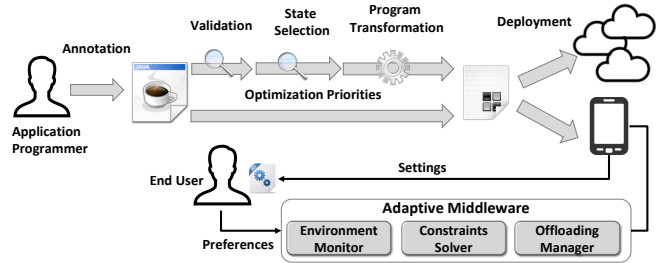 Annotation
Validation
State
Selection
Program
Transformation
Deployment
JAVA
Optimization Priorities
Application
Programmer
End User
Settings
Preferences
Adaptive Middleware
Environment
Monitor
Constraints
Solver
Offloading
Manager